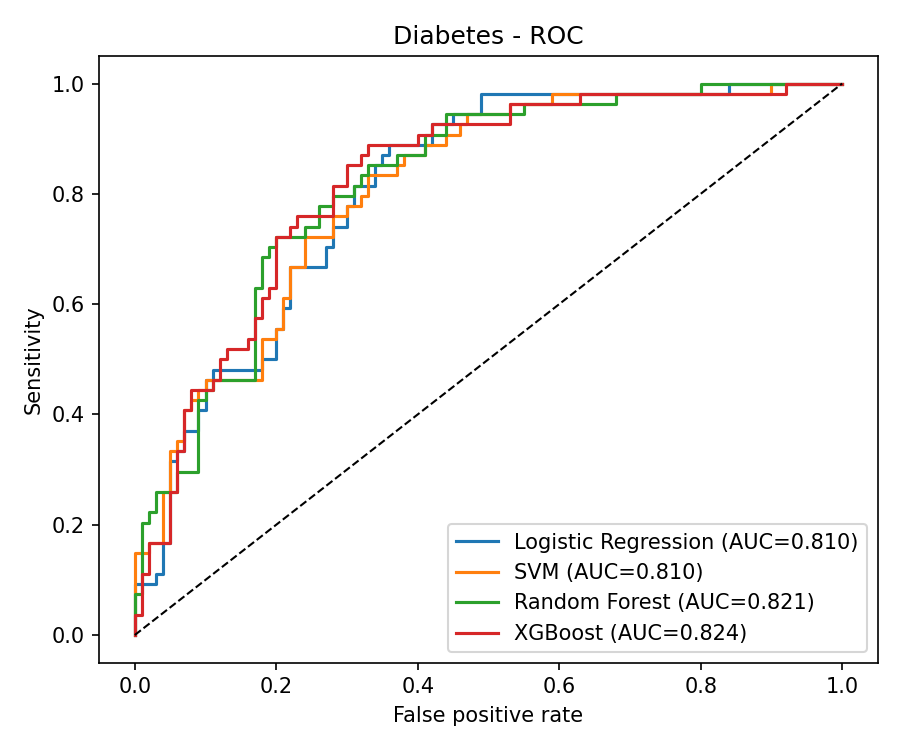 Diabetes - ROC
Sensitivity
1.0
0.8
0.6
0.4
0.2
0.0
Logistic Regression (AUC=0.810)
SVM (AUC=0.810)
Random Forest (AUC=0.821)
XGBoost (AUC=0.824)
0.0 0.2 0.4 0.6 0.8 1.0
False positive rate